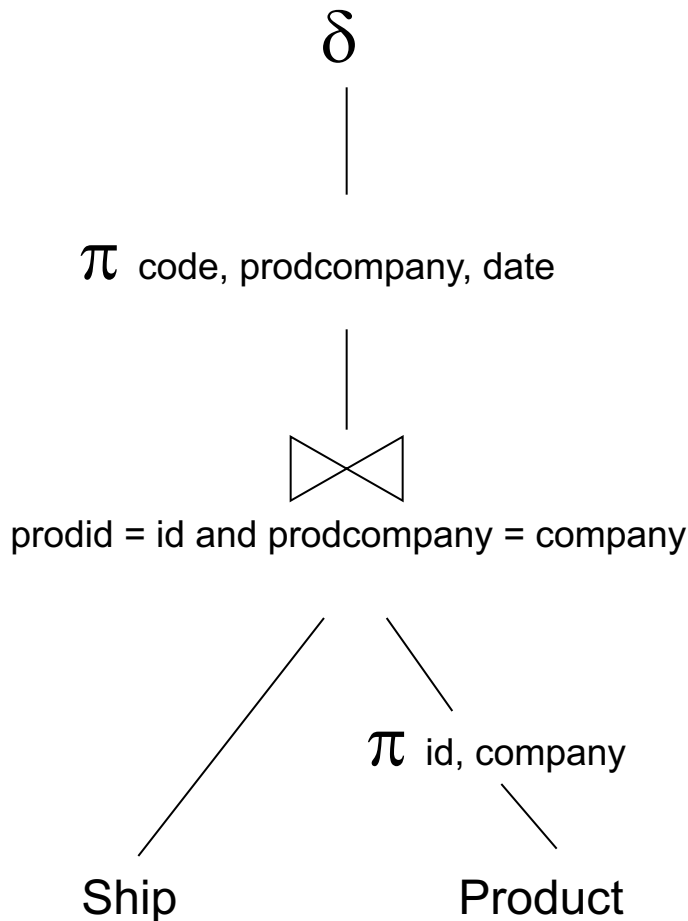 δ
π code, prodcompany, date
prodid = id and prodcompany = company
π id, company
Ship Product